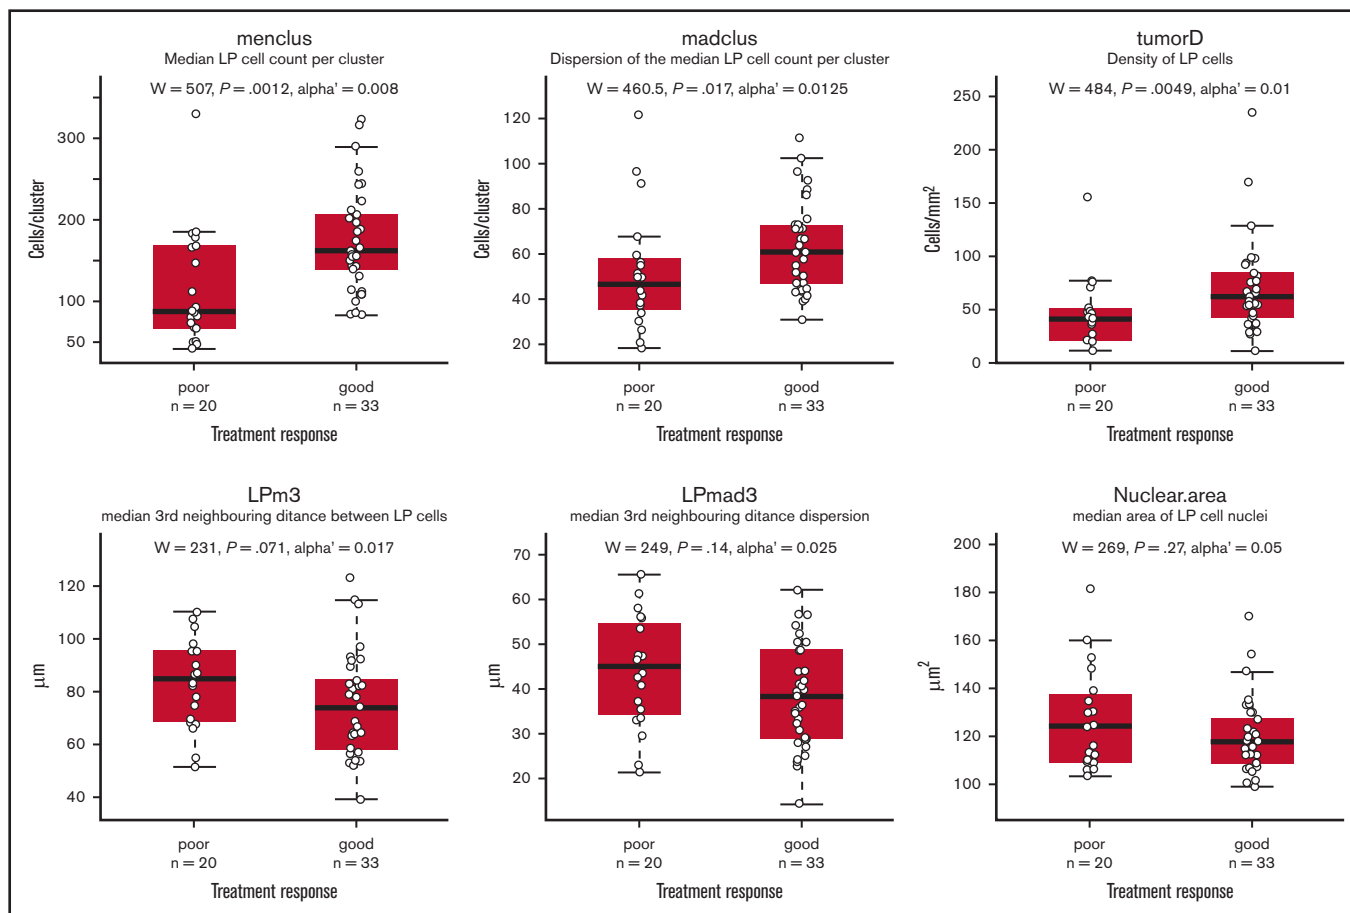 menclus
Median LP cell count per cluster
W = 507, P = .0012, alpha' = 0.008
Cells/cluster
300
200
100
50
poor
n = 20
good
n = 33
Treatment response
madclus
Dispersion of the median LP cell count per cluster
W = 460.5, P = .017, alpha' = 0.0125
Cells/cluster
120
100
80
60
40
20
poor
n = 20
good
n = 33
Treatment response
tumorD
Density of LP cells
W = 484, P = .0049, alpha' = 0.01
Cells/mm²
250
200
150
100
50
0
poor
n = 20
good
n = 33
Treatment response
LPm3
median 3rd neighbouring ditance between LP cells
W = 231, P = .071, alpha' = 0.017
μm
120
100
80
60
40
poor
n = 20
good
n = 33
Treatment response
LPmad3
median 3rd neighbouring ditance dispersion
W = 249, P = .14, alpha' = 0.025
μm
70
60
50
40
30
20
poor
n = 20
good
n = 33
Treatment response
Nuclear.area
median area of LP cell nuclei
W = 269, P = .27, alpha' = 0.05
μm²
200
180
160
140
120
100
poor
n = 20
good
n = 33
Treatment response